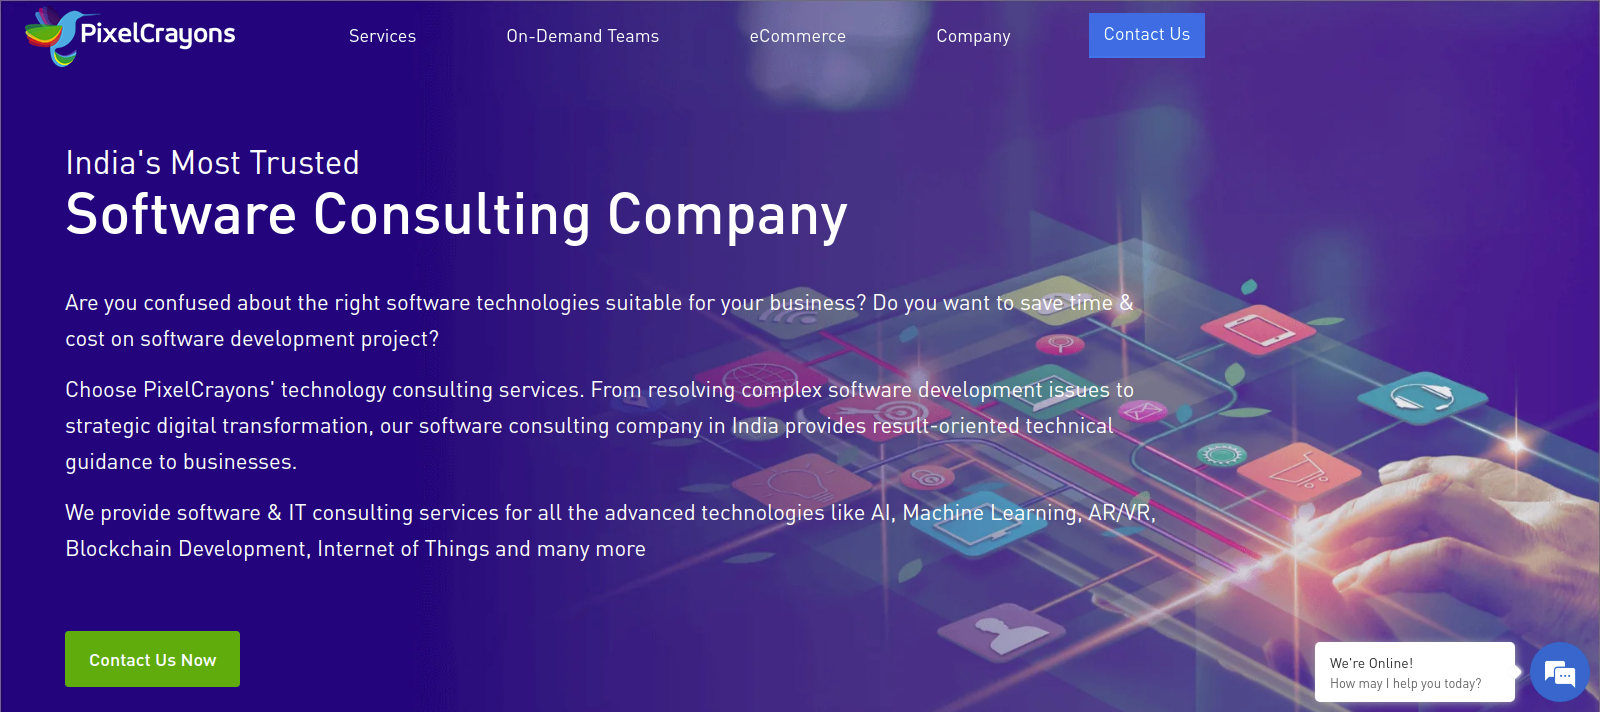 PixelCrayons
Services
On-Demand Teams
eCommerce
Company
Contact Us
India's Most Trusted
Software Consulting Company
Are you confused about the right software technologies suitable for your business? Do you want to save time &
cost on software development project?
Choose PixelCrayons' technology consulting services. From resolving complex software development issues to
strategic digital transformation, our software consulting company in India provides result-oriented technical
guidance to businesses.
We provide software & IT consulting services for all the advanced technologies like AI, Machine Learning, AR/VR,
Blockchain Development, Internet of Things and many more
Contact Us Now
We're Online!
How may I help you today?